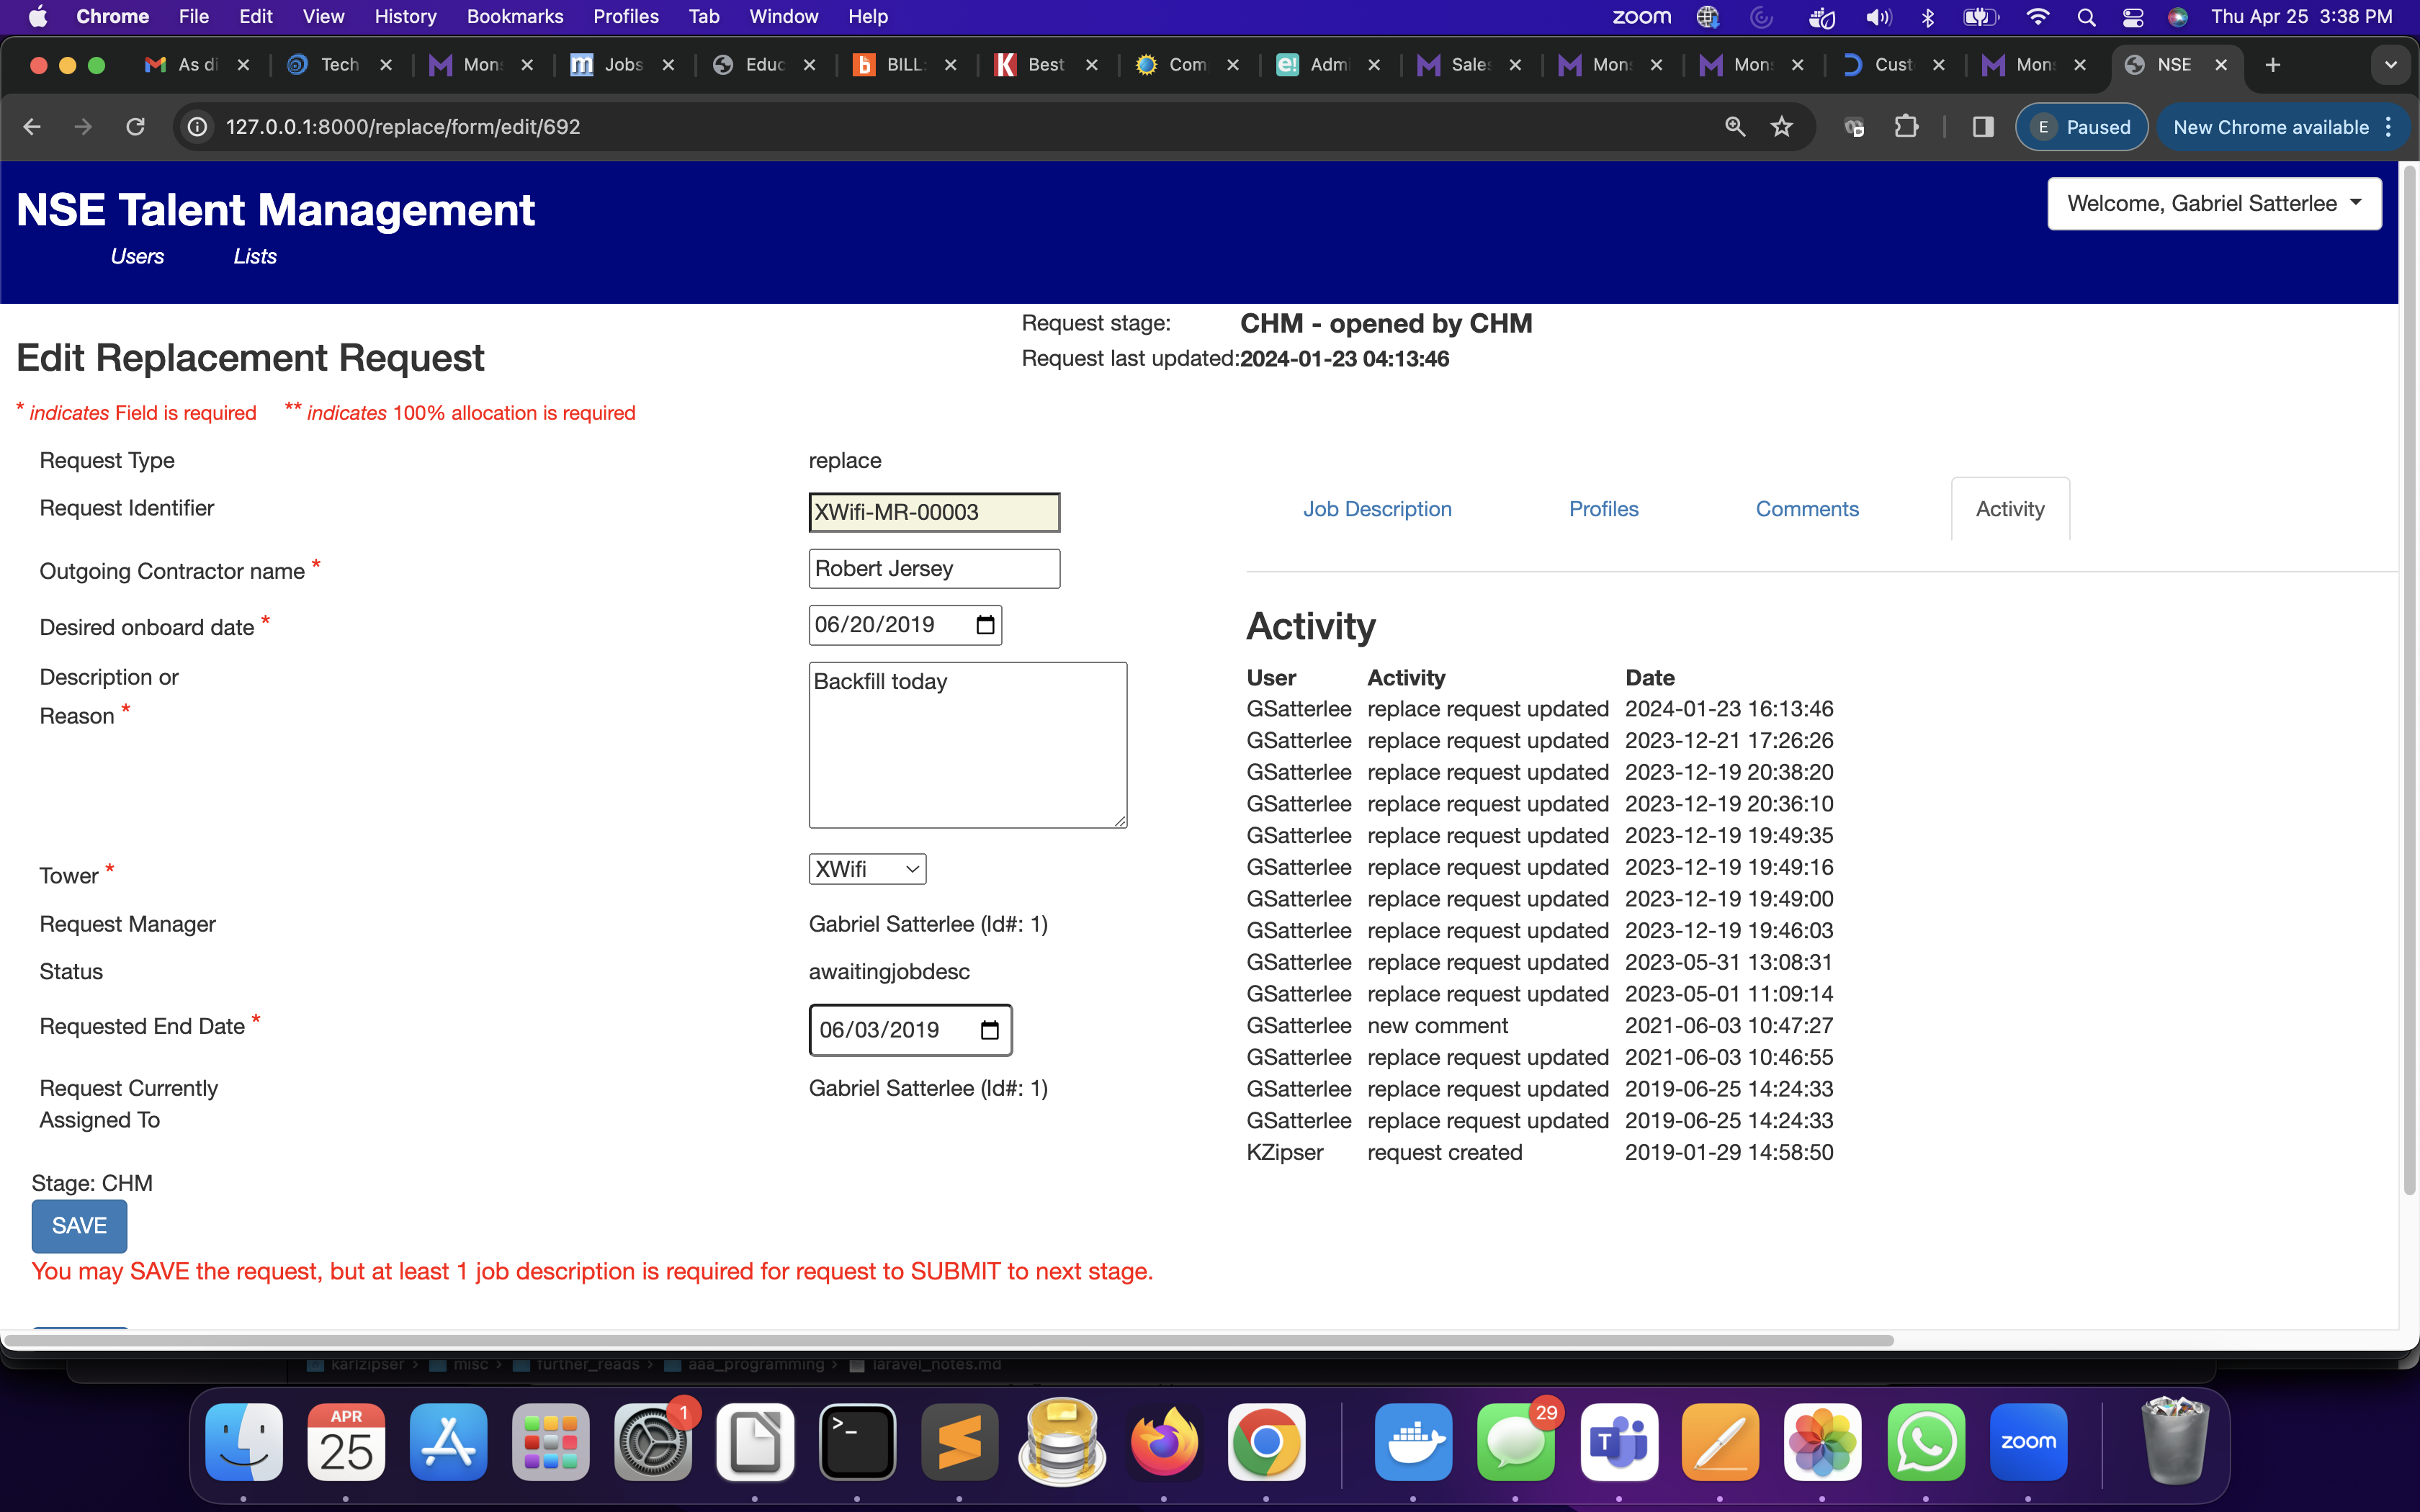 Chrome File Edit View History Bookmarks Profiles Tab Window Help zoom Thu Apr 25 3:38 PM
As di Tech Mon Jobs Educ BILL Best Com Adm Sales Mon Mon Cust Mon NSE
127.0.0.1:8000/replace/form/edit/692 E Paused New Chrome available
NSE Talent Management
Welcome, Gabriel Satterlee
Users Lists
Request stage: CHM - opened by CHM
Request last updated:2024-01-23 04:13:46
Edit Replacement Request
* indicates Field is required ** indicates 100% allocation is required
Request Type replace
Request Identifier XWifi-MR-00003
Outgoing Contractor name * Robert Jersey
Desired onboard date * 06/20/2019
Description or
Reason * Backfill today
Tower * XWifi
Request Manager Gabriel Satterlee (Id#: 1)
Status awaitingjobdesc
Requested End Date * 06/03/2019
Request Currently
Assigned To Gabriel Satterlee (Id#: 1)
Stage: CHM
SAVE
You may SAVE the request, but at least 1 job description is required for request to SUBMIT to next stage.
Job Description Profiles Comments Activity
Activity
User Activity Date
GSatterlee replace request updated 2024-01-23 16:13:46
GSatterlee replace request updated 2023-12-21 17:26:26
GSatterlee replace request updated 2023-12-19 20:38:20
GSatterlee replace request updated 2023-12-19 20:36:10
GSatterlee replace request updated 2023-12-19 19:49:35
GSatterlee replace request updated 2023-12-19 19:49:16
GSatterlee replace request updated 2023-12-19 19:49:00
GSatterlee replace request updated 2023-12-19 19:46:03
GSatterlee replace request updated 2023-05-31 13:08:31
GSatterlee replace request updated 2023-05-01 11:09:14
GSatterlee new comment 2021-06-03 10:47:27
GSatterlee replace request updated 2021-06-03 10:46:55
GSatterlee replace request updated 2019-06-25 14:24:33
GSatterlee replace request updated 2019-06-25 14:24:33
KZipser request created 2019-01-29 14:58:50
karlzipser › misc › further_reads › aaa_programming › laravel_notes.md
APR
25
1
29
T
zoom